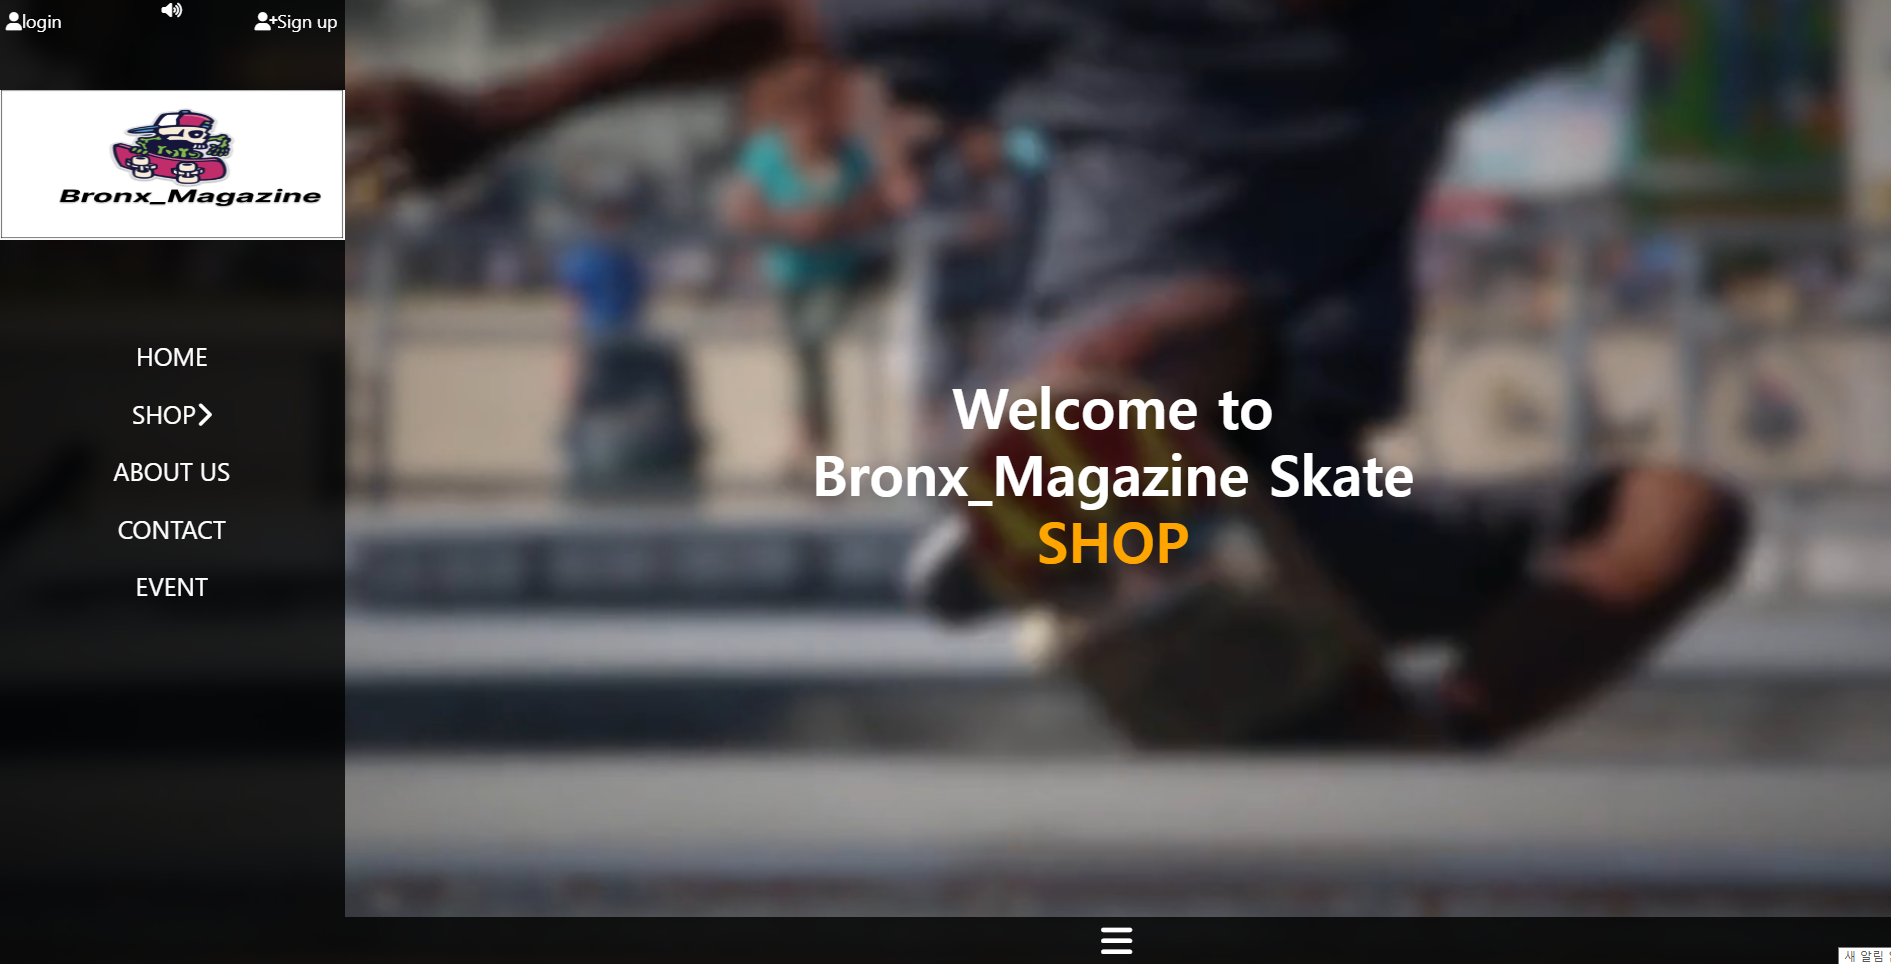 login
Sign up
Bronx_Magazine
HOME
SHOP
ABOUT US
CONTACT
EVENT
Welcome to
Bronx_Magazine Skate
SHOP
새 알림